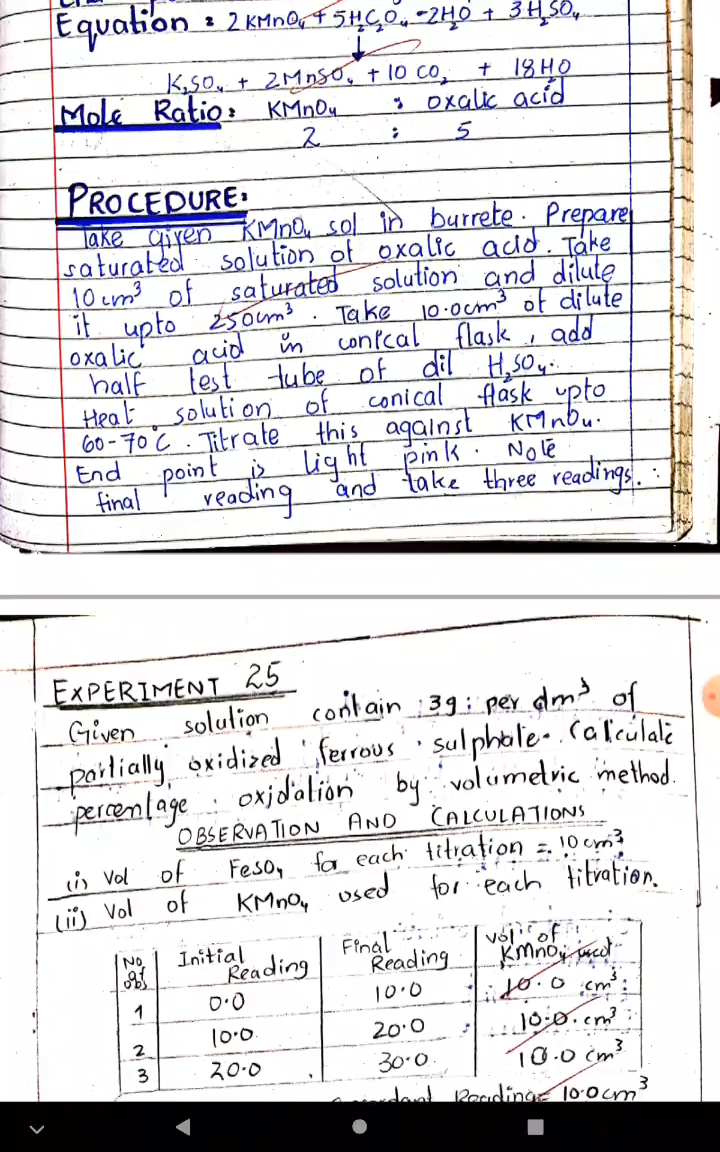 Equation : 2 KMnO4 + 5H2C2O4 -2H2O + 3H2SO4
↓
K2SO4 + 2MnSO4 + 10 CO2 + 18H2O
Mole Ratio: KMnO4 : oxalic acid
2 : 5
PROCEDURE:
Take given KMnO4 sol in burrete. Prepare
saturated solution of oxalic acid. Take
10cm3 of saturated solution and dilute
it upto 250cm3. Take 10.0cm3 of dilute
oxalic acid in conical flask, add
half test tube of dil H2SO4.
Heat solution of conical flask upto
60-70°C. Titrate this against KMnO4.
End point is light pink. Note
final reading and take three readings.
EXPERIMENT 25
Given solution contain 3g per dm3 of
partially oxidized ferrous sulphate. Calculate
percentage oxidation by volumetric method.
OBSERVATION AND CALCULATIONS
(i) Vol of FeSO4 for each titration = 10cm3
(ii) Vol of KMnO4 used for each titration.
No of obs Initial Reading Final Reading Vol of KMnO4 used
1 0.0 10.0 10.0 cm3
2 10.0 20.0 10.0 cm3
3 20.0 30.0 10.0 cm3
Reading = 10.0cm3